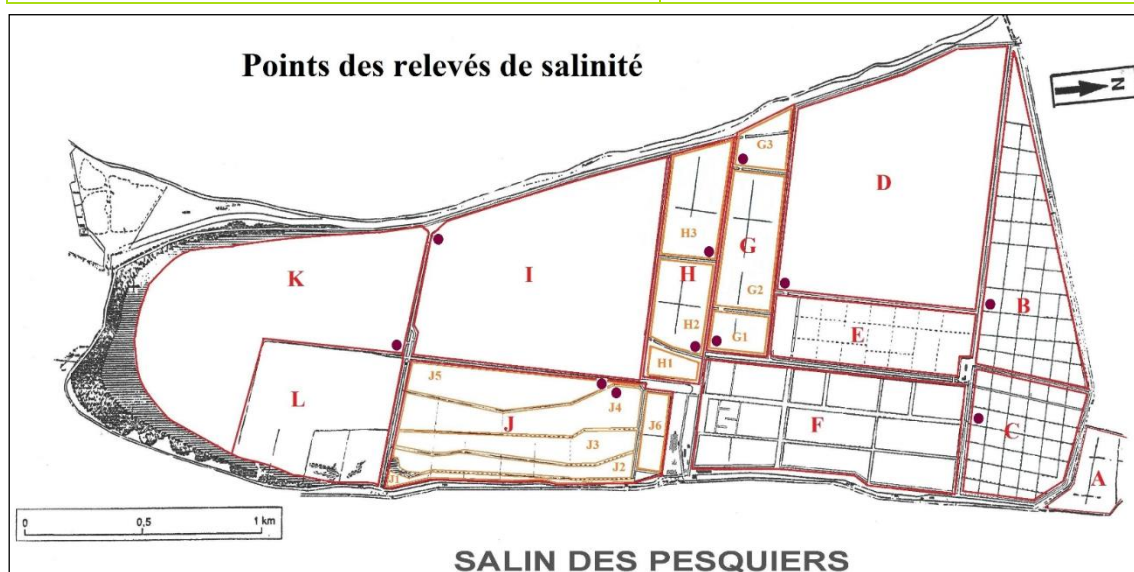 Points des relevés de salinité
N
D
G3
K
H3
G
I
H
G2
B
E
H2
G1
H1
J5
L
J4
J
J6
F
C
J3
J2
J1
A
0
0,5
1 km
SALIN DES PESQUIERS